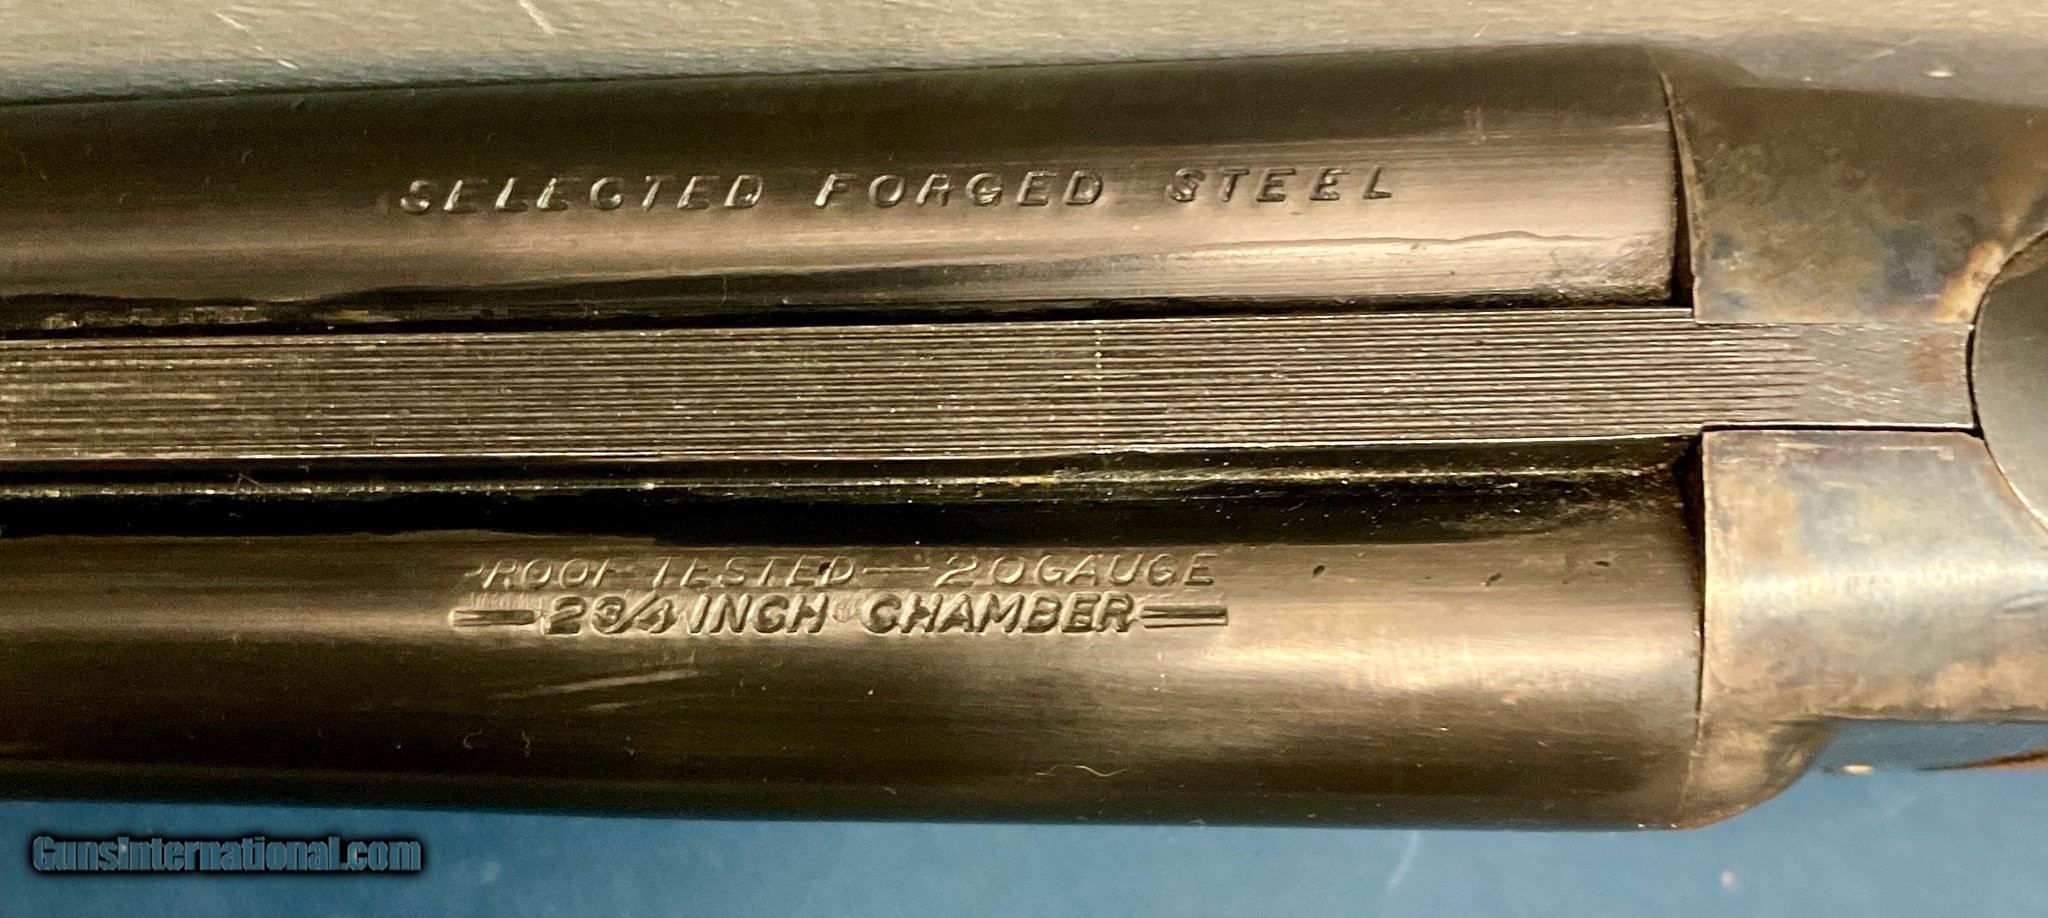 SELECTED FORGED STEEL
PROOF TESTED — 20 GAUGE
2 3/4 INCH CHAMBER
GunsInternational.com